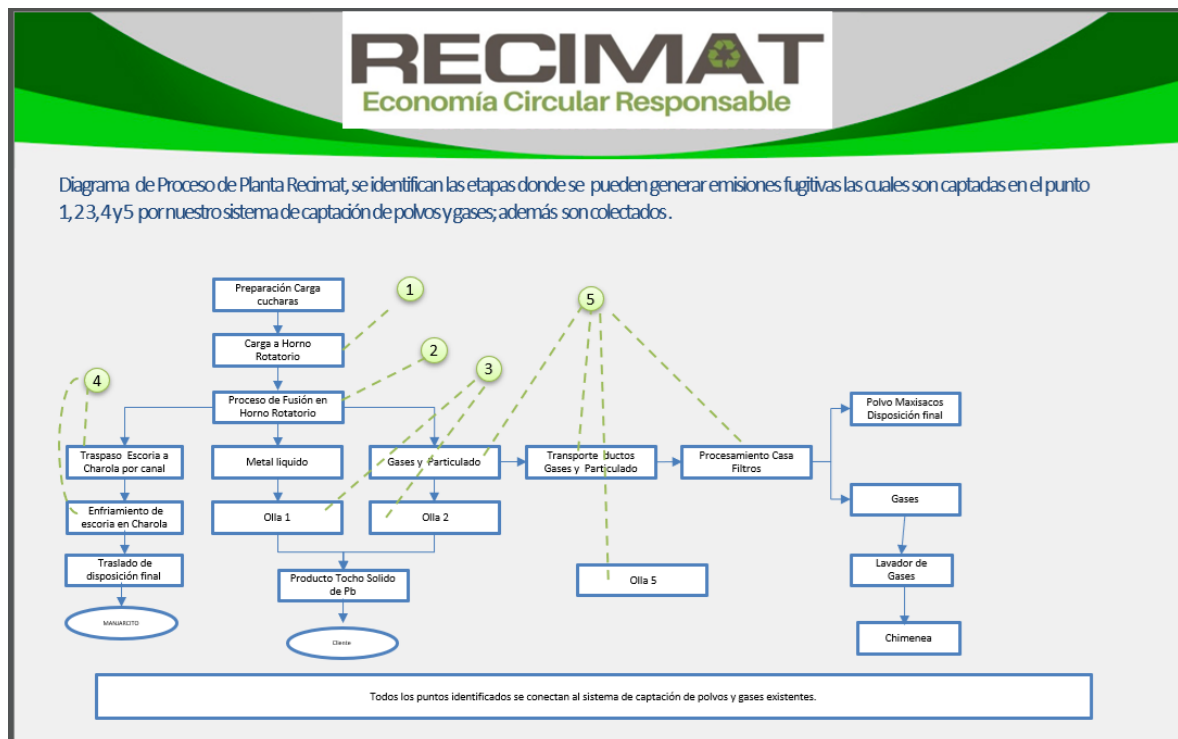 RECIMAT
Economía Circular Responsable
Diagrama de Proceso de Planta Recimat, se identifican las etapas donde se pueden generar emisiones fugitivas las cuales son captadas en el punto
1, 2 3, 4 y 5 por nuestro sistema de captación de polvos y gases; además son colectados .
Preparación Carga
cucharas
1
5
Carga a Horno
Rotatorio
2
3
4
Proceso de Fusión en
Horno Rotatorio
Polvo Maxisacos
Disposición final
Traspaso Escoria a
Charola por canal
Metal liquido
Gases y Particulado
Transporte ductos
Gases y Particulado
Procesamiento Casa
Filtros
Enfriamiento de
escoria en Charola
Olla 1
Olla 2
Gases
Traslado de
disposición final
Producto Tocho Solido
de Pb
Olla 5
Lavador de
Gases
MANJARCITO
Cliente
Chimenea
Todos los puntos identificados se conectan al sistema de captación de polvos y gases existentes.